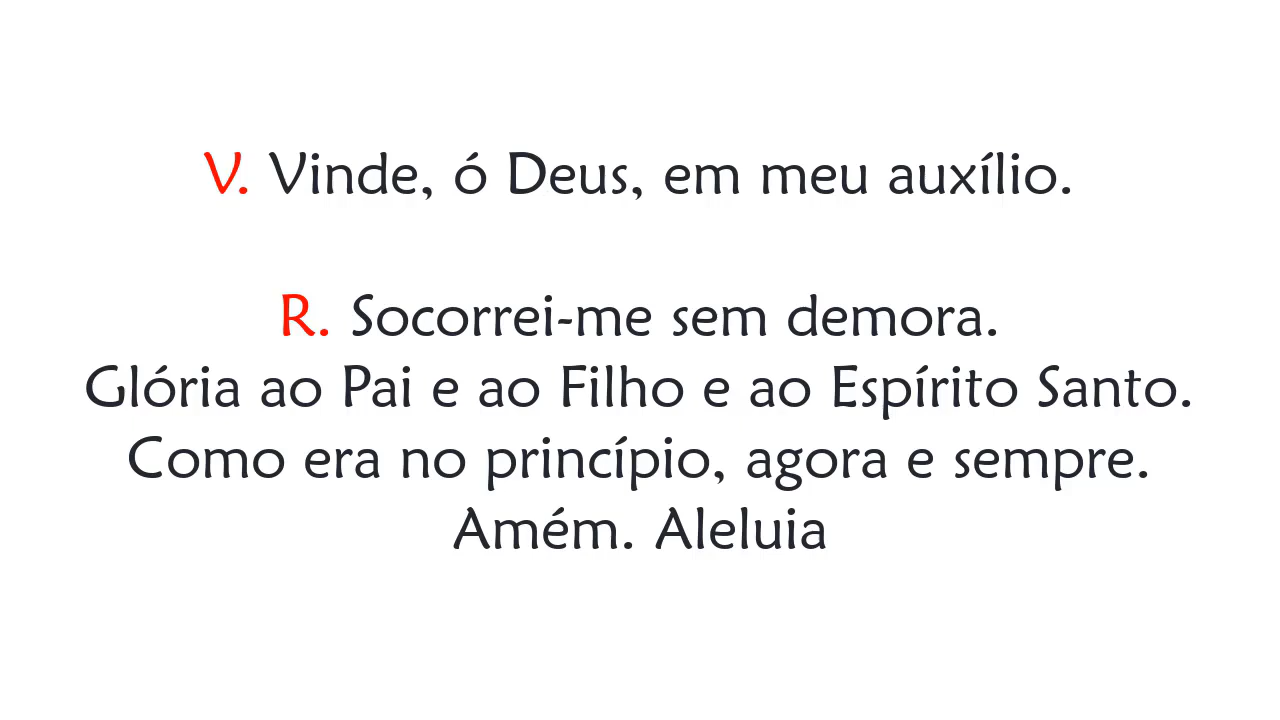 V. Vinde, ó Deus, em meu auxílio.
R. Socorrei-me sem demora.
Glória ao Pai e ao Filho e ao Espírito Santo.
Como era no princípio, agora e sempre.
Amém. Aleluia